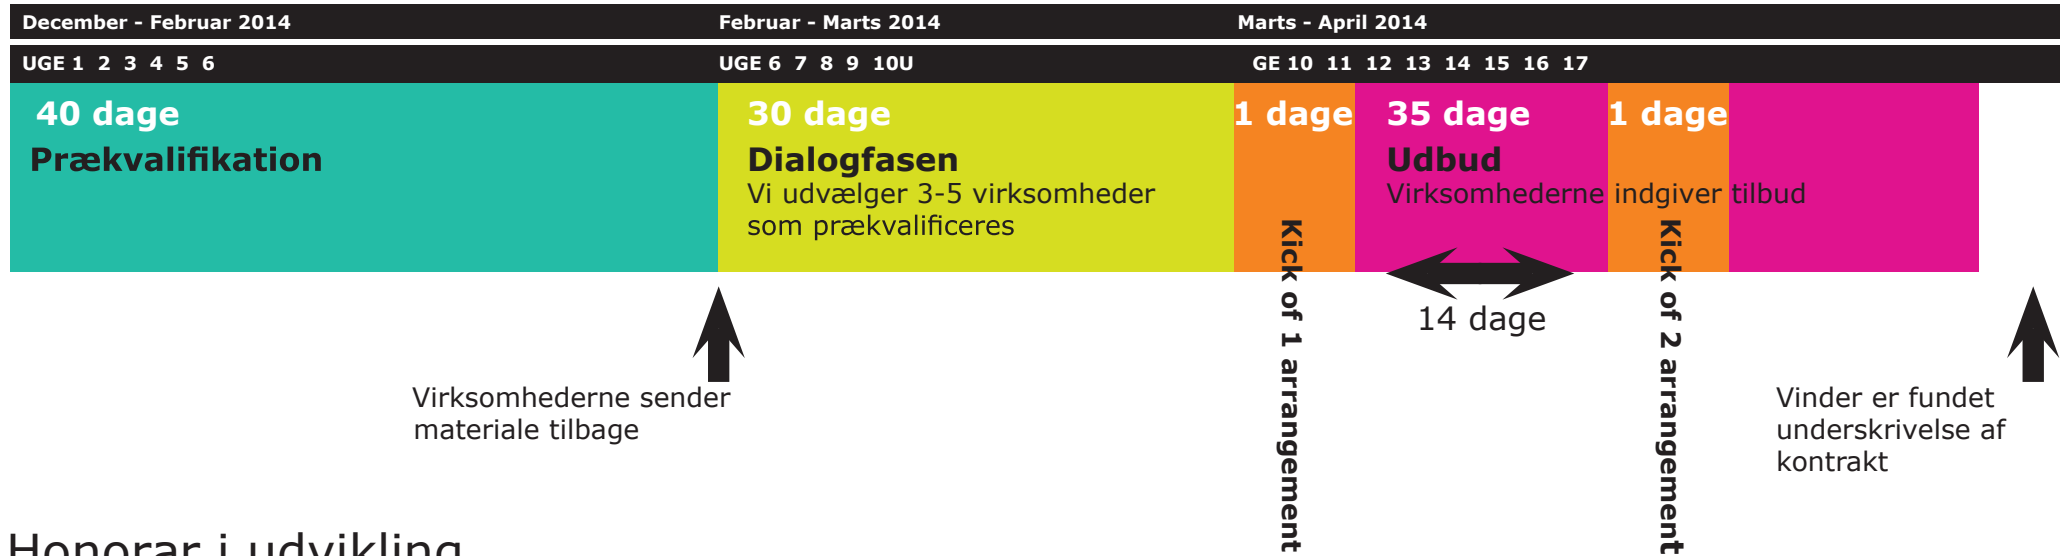 December - Februar 2014
Februar - Marts 2014
Marts - April 2014
UGE 1 2 3 4 5 6
UGE 6 7 8 9 10U
GE 10 11 12 13 14 15 16 17
40 dage
Prækvalifikation
30 dage
Dialogfasen
Vi udvælger 3-5 virksomheder
som prækvalificeres
1 dage
35 dage
Udbud
Virksomhederne indgiver tilbud
1 dage
Kick of 1 arrangement
14 dage
Kick of 2 arrangement
Virksomhederne sender
materiale tilbage
Vinder er fundet
underskrivelse af
kontrakt
Honorar i udvikling